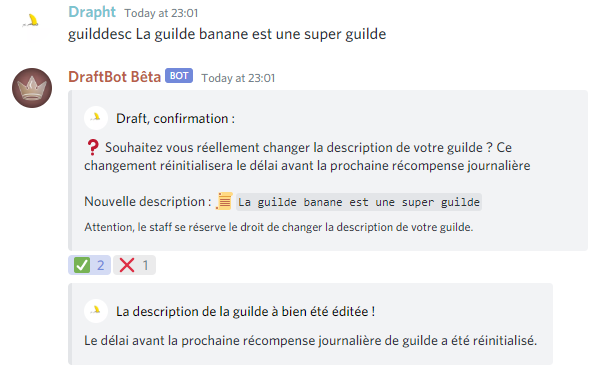 Drapht Today at 23:01
guilddesc La guilde banane est une super guilde
DraftBot Bêta BOT Today at 23:01
Draft, confirmation :
❓ Souhaitez vous réellement changer la description de votre guilde ? Ce
changement réinitialisera le délai avant la prochaine récompense journalière
Nouvelle description : 📜 La guilde banane est une super guilde
Attention, le staff se réserve le droit de changer la description de votre guilde.
✅ 2 ❌ 1
La description de la guilde à bien été éditée !
Le délai avant la prochaine récompense journalière de guilde a été réinitialisé.